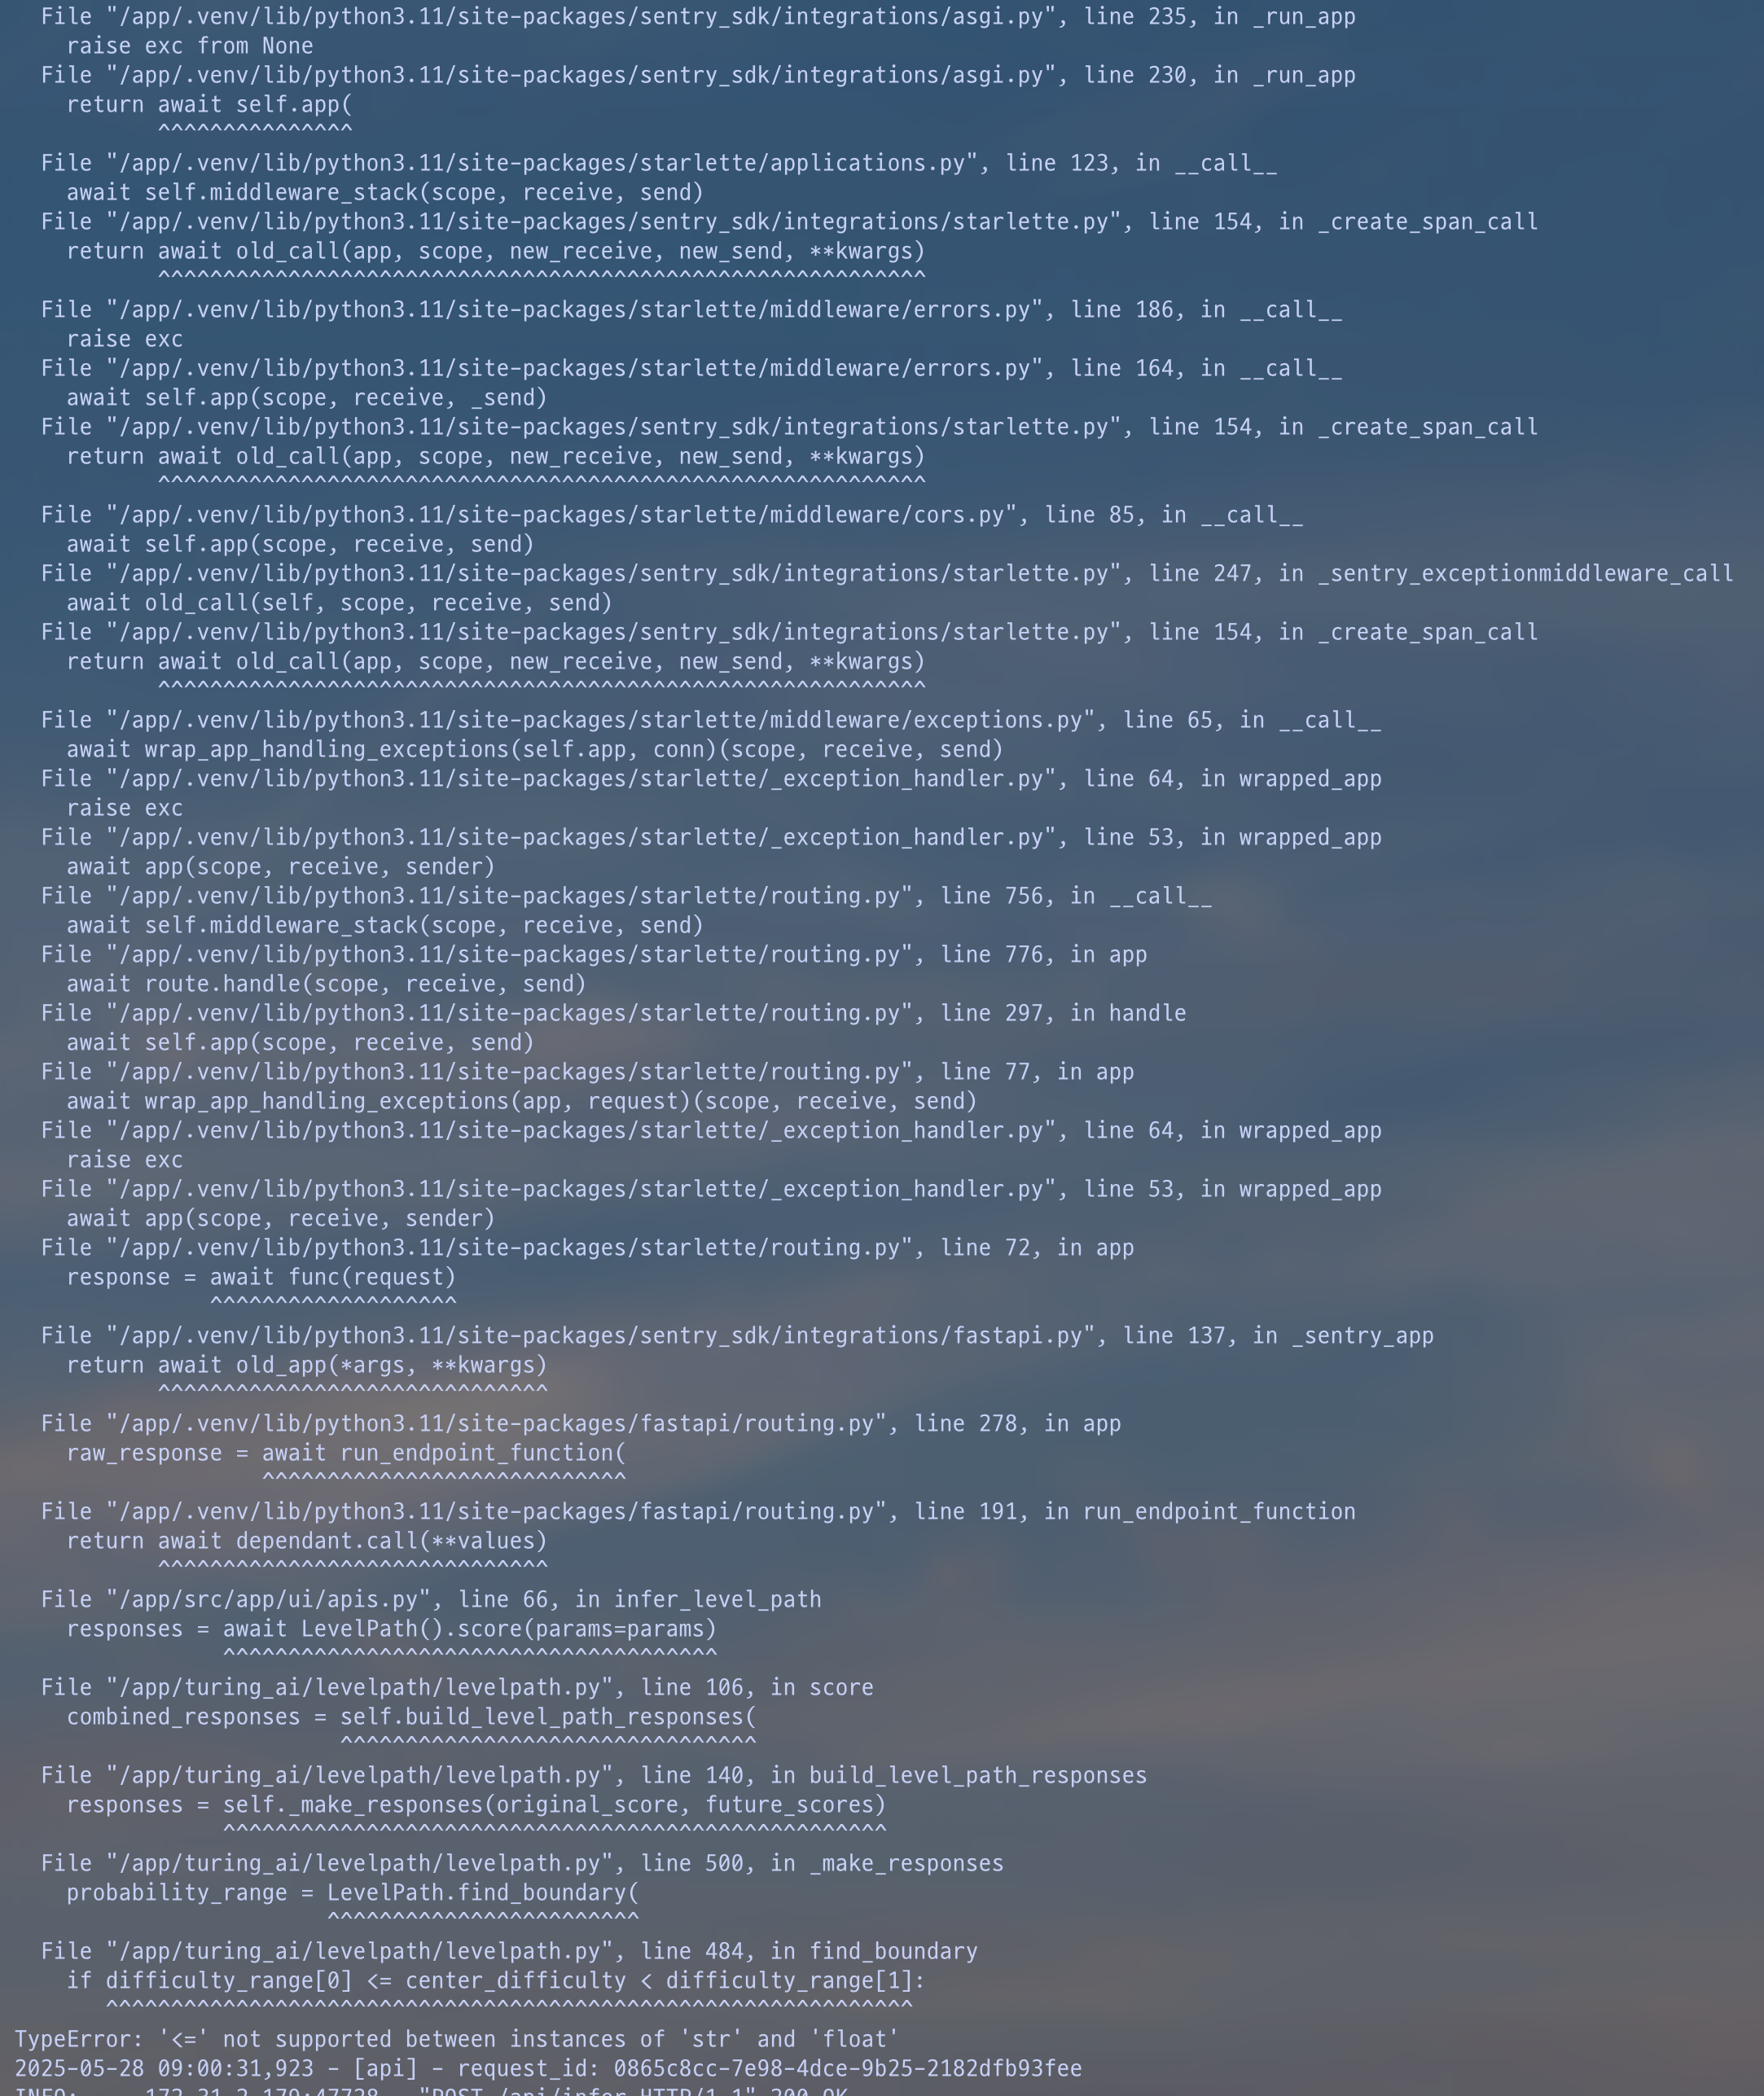 File "/app/.venv/lib/python3.11/site-packages/sentry_sdk/integrations/asgi.py", line 235, in _run_app
raise exc from None
File "/app/.venv/lib/python3.11/site-packages/sentry_sdk/integrations/asgi.py", line 230, in _run_app
return await self.app(
^^^^^^^^^^^^^^^
File "/app/.venv/lib/python3.11/site-packages/starlette/applications.py", line 123, in __call__
await self.middleware_stack(scope, receive, send)
File "/app/.venv/lib/python3.11/site-packages/sentry_sdk/integrations/starlette.py", line 154, in _create_span_call
return await old_call(app, scope, new_receive, new_send, **kwargs)
^^^^^^^^^^^^^^^^^^^^^^^^^^^^^^^^^^^^^^^^^^^^^^^^^^^^^^^^^^^
File "/app/.venv/lib/python3.11/site-packages/starlette/middleware/errors.py", line 186, in __call__
raise exc
File "/app/.venv/lib/python3.11/site-packages/starlette/middleware/errors.py", line 164, in __call__
await self.app(scope, receive, _send)
File "/app/.venv/lib/python3.11/site-packages/sentry_sdk/integrations/starlette.py", line 154, in _create_span_call
return await old_call(app, scope, new_receive, new_send, **kwargs)
^^^^^^^^^^^^^^^^^^^^^^^^^^^^^^^^^^^^^^^^^^^^^^^^^^^^^^^^^^^
File "/app/.venv/lib/python3.11/site-packages/starlette/middleware/cors.py", line 85, in __call__
await self.app(scope, receive, send)
File "/app/.venv/lib/python3.11/site-packages/sentry_sdk/integrations/starlette.py", line 247, in _sentry_exceptionmiddleware_call
await old_call(self, scope, receive, send)
File "/app/.venv/lib/python3.11/site-packages/sentry_sdk/integrations/starlette.py", line 154, in _create_span_call
return await old_call(app, scope, new_receive, new_send, **kwargs)
^^^^^^^^^^^^^^^^^^^^^^^^^^^^^^^^^^^^^^^^^^^^^^^^^^^^^^^^^^^
File "/app/.venv/lib/python3.11/site-packages/starlette/middleware/exceptions.py", line 65, in __call__
await wrap_app_handling_exceptions(self.app, conn)(scope, receive, send)
File "/app/.venv/lib/python3.11/site-packages/starlette/_exception_handler.py", line 64, in wrapped_app
raise exc
File "/app/.venv/lib/python3.11/site-packages/starlette/_exception_handler.py", line 53, in wrapped_app
await app(scope, receive, sender)
File "/app/.venv/lib/python3.11/site-packages/starlette/routing.py", line 756, in __call__
await self.middleware_stack(scope, receive, send)
File "/app/.venv/lib/python3.11/site-packages/starlette/routing.py", line 776, in app
await route.handle(scope, receive, send)
File "/app/.venv/lib/python3.11/site-packages/starlette/routing.py", line 297, in handle
await self.app(scope, receive, send)
File "/app/.venv/lib/python3.11/site-packages/starlette/routing.py", line 77, in app
await wrap_app_handling_exceptions(app, request)(scope, receive, send)
File "/app/.venv/lib/python3.11/site-packages/starlette/_exception_handler.py", line 64, in wrapped_app
raise exc
File "/app/.venv/lib/python3.11/site-packages/starlette/_exception_handler.py", line 53, in wrapped_app
await app(scope, receive, sender)
File "/app/.venv/lib/python3.11/site-packages/starlette/routing.py", line 72, in app
response = await func(request)
^^^^^^^^^^^^^^^^^^^
File "/app/.venv/lib/python3.11/site-packages/sentry_sdk/integrations/fastapi.py", line 137, in _sentry_app
return await old_app(*args, **kwargs)
^^^^^^^^^^^^^^^^^^^^^^^^^^^^^^
File "/app/.venv/lib/python3.11/site-packages/fastapi/routing.py", line 278, in app
raw_response = await run_endpoint_function(
^^^^^^^^^^^^^^^^^^^^^^^^^^^^
File "/app/.venv/lib/python3.11/site-packages/fastapi/routing.py", line 191, in run_endpoint_function
return await dependant.call(**values)
^^^^^^^^^^^^^^^^^^^^^^^^^^^^^^
File "/app/src/app/ui/apis.py", line 66, in infer_level_path
responses = await LevelPath().score(params=params)
^^^^^^^^^^^^^^^^^^^^^^^^^^^^^^^^^^^^^^
File "/app/turing_ai/levelpath/levelpath.py", line 106, in score
combined_responses = self.build_level_path_responses(
^^^^^^^^^^^^^^^^^^^^^^^^^^^^^^^^
File "/app/turing_ai/levelpath/levelpath.py", line 140, in build_level_path_responses
responses = self._make_responses(original_score, future_scores)
^^^^^^^^^^^^^^^^^^^^^^^^^^^^^^^^^^^^^^^^^^^^^^^^^^^
File "/app/turing_ai/levelpath/levelpath.py", line 500, in _make_responses
probability_range = LevelPath.find_boundary(
^^^^^^^^^^^^^^^^^^^^^^^^
File "/app/turing_ai/levelpath/levelpath.py", line 484, in find_boundary
if difficulty_range[0] <= center_difficulty < difficulty_range[1]:
^^^^^^^^^^^^^^^^^^^^^^^^^^^^^^^^^^^^^^^^^^^^^^^^^^^^^^^^^^^^^^
TypeError: '<=' not supported between instances of 'str' and 'float'
2025-05-28 09:00:31,923 - [api] - request_id: 0865c8cc-7e98-4dce-9b25-2182dfb93fee
INFO: 172.31.2.179:47728 - "POST /api/infer HTTP/1.1" 200 OK